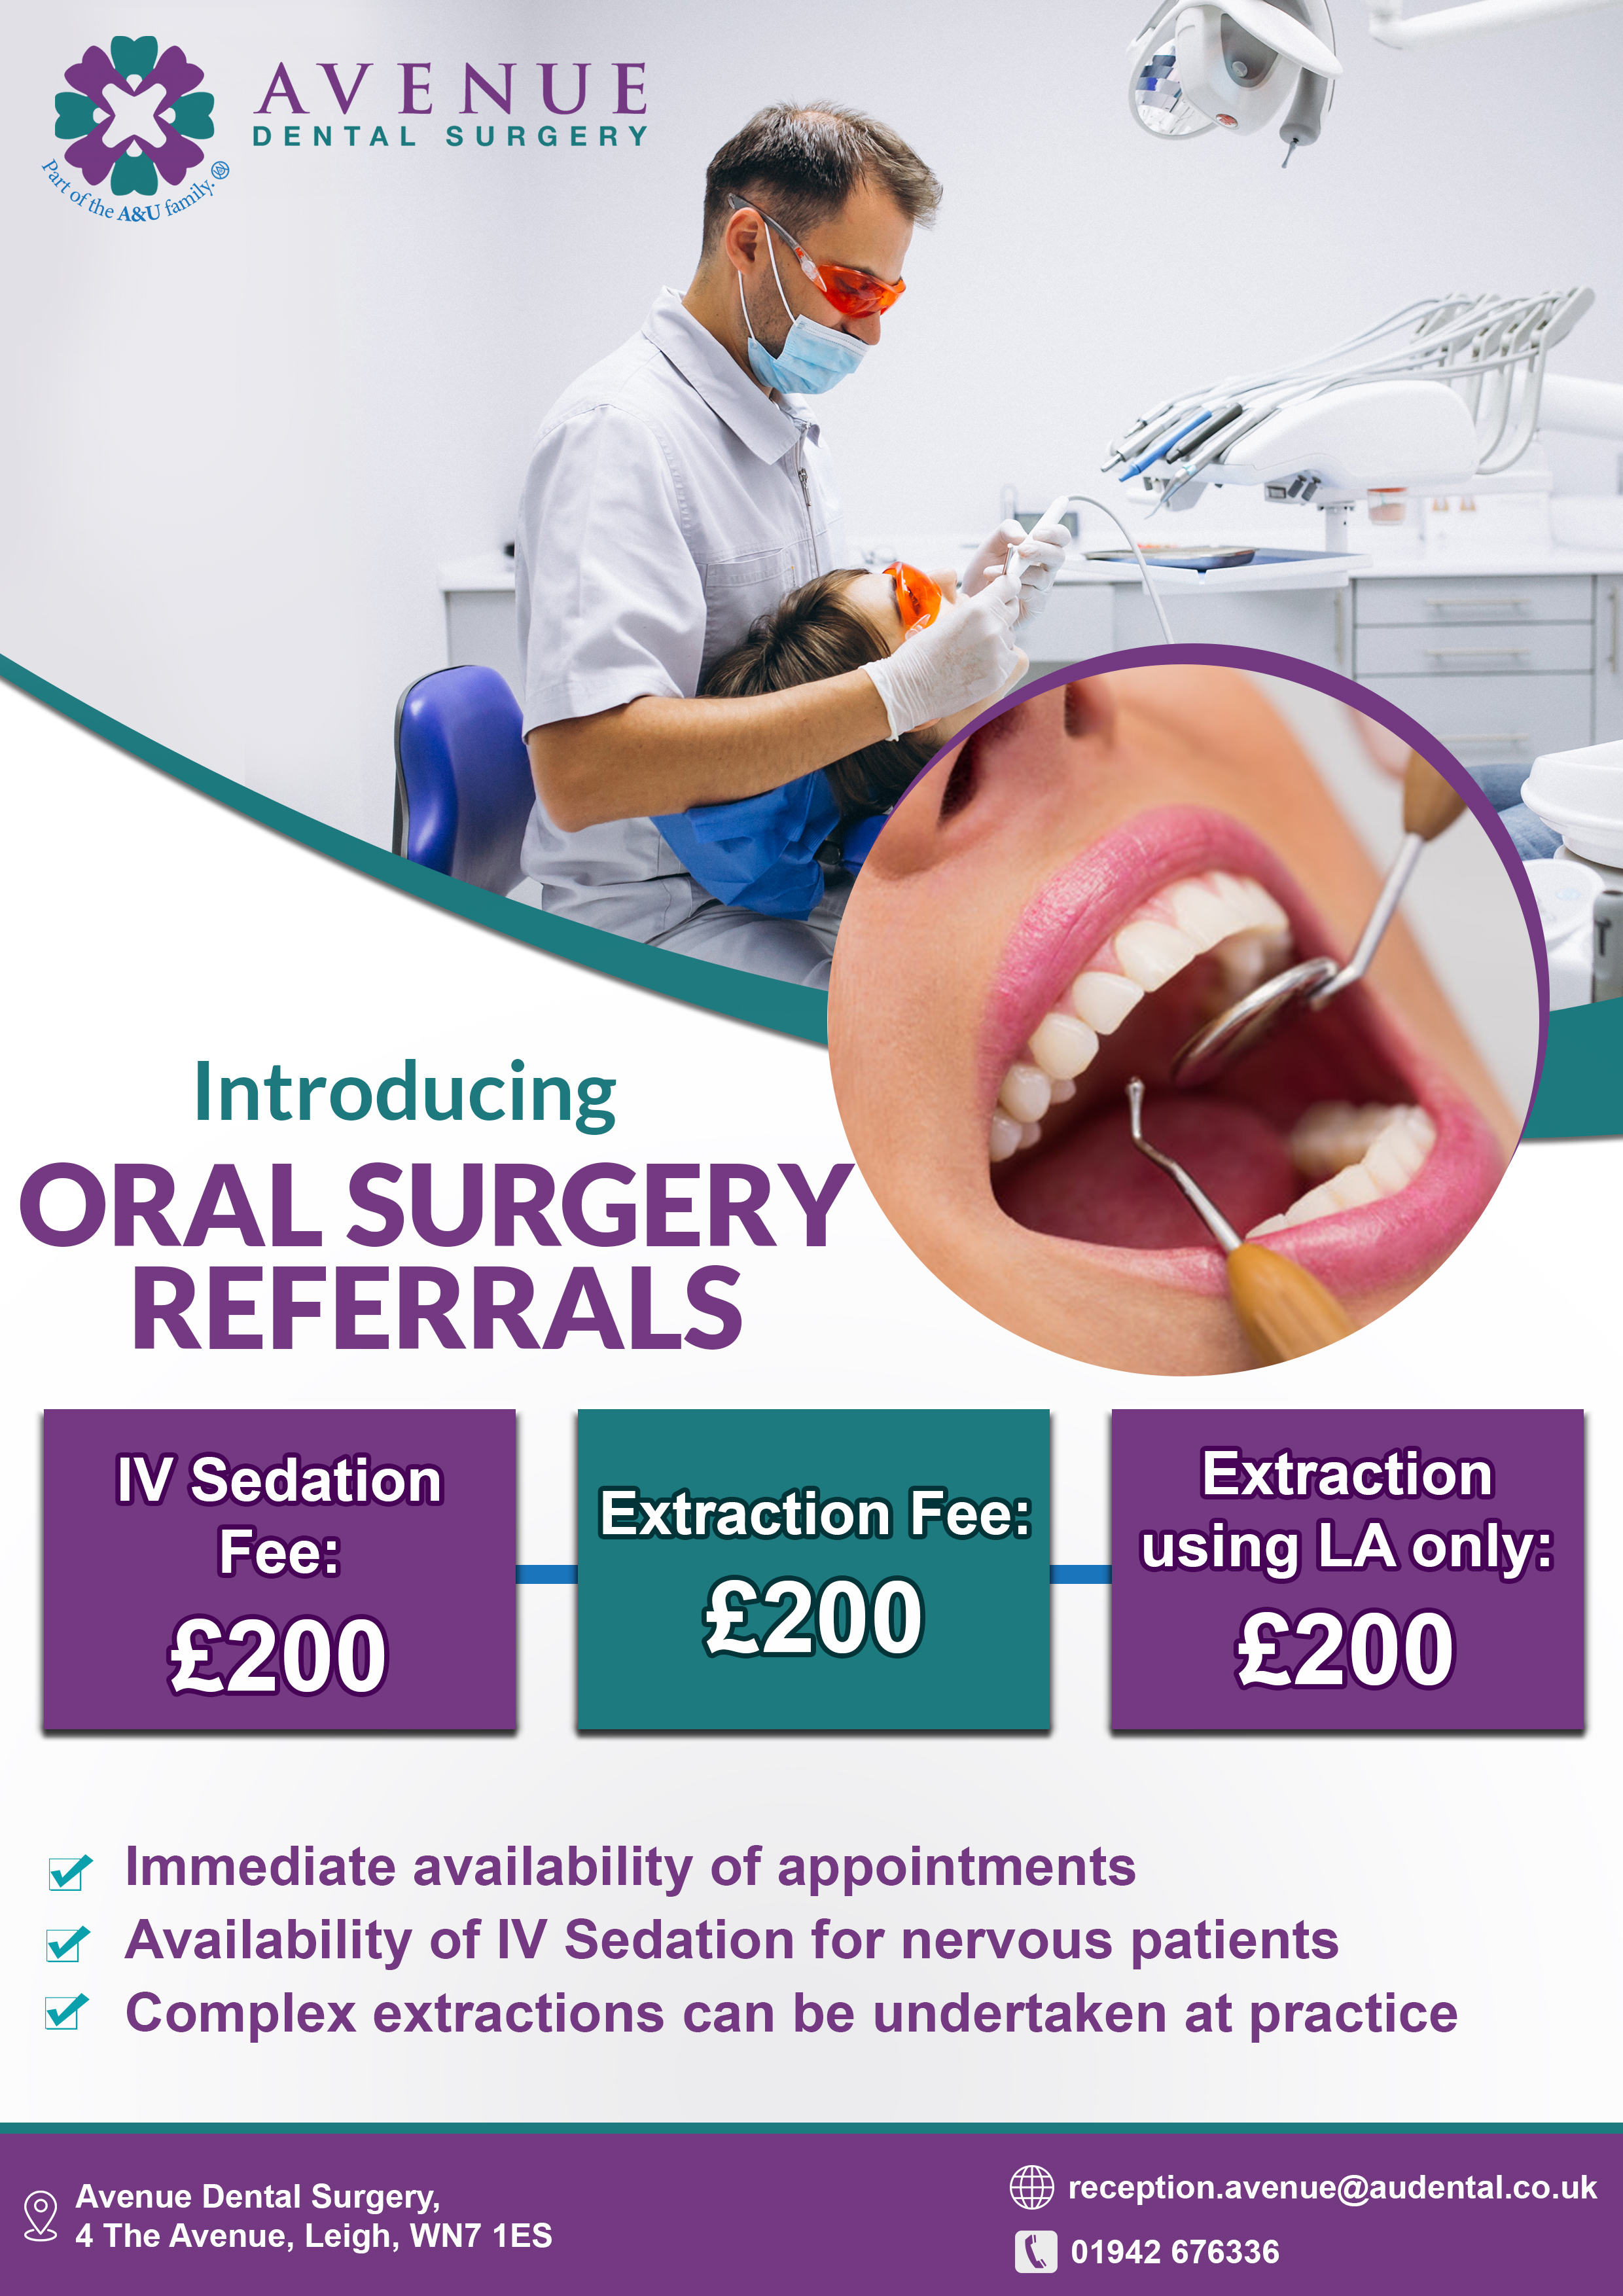 AVENUE
DENTAL SURGERY
Part of the A&U family.
Introducing
ORAL SURGERY
REFERRALS
IV Sedation
Fee:
£200
Extraction Fee:
£200
Extraction
using LA only:
£200
Immediate availability of appointments
Availability of IV Sedation for nervous patients
Complex extractions can be undertaken at practice
Avenue Dental Surgery,
4 The Avenue, Leigh, WN7 1ES
reception.avenue@audental.co.uk
01942 676336